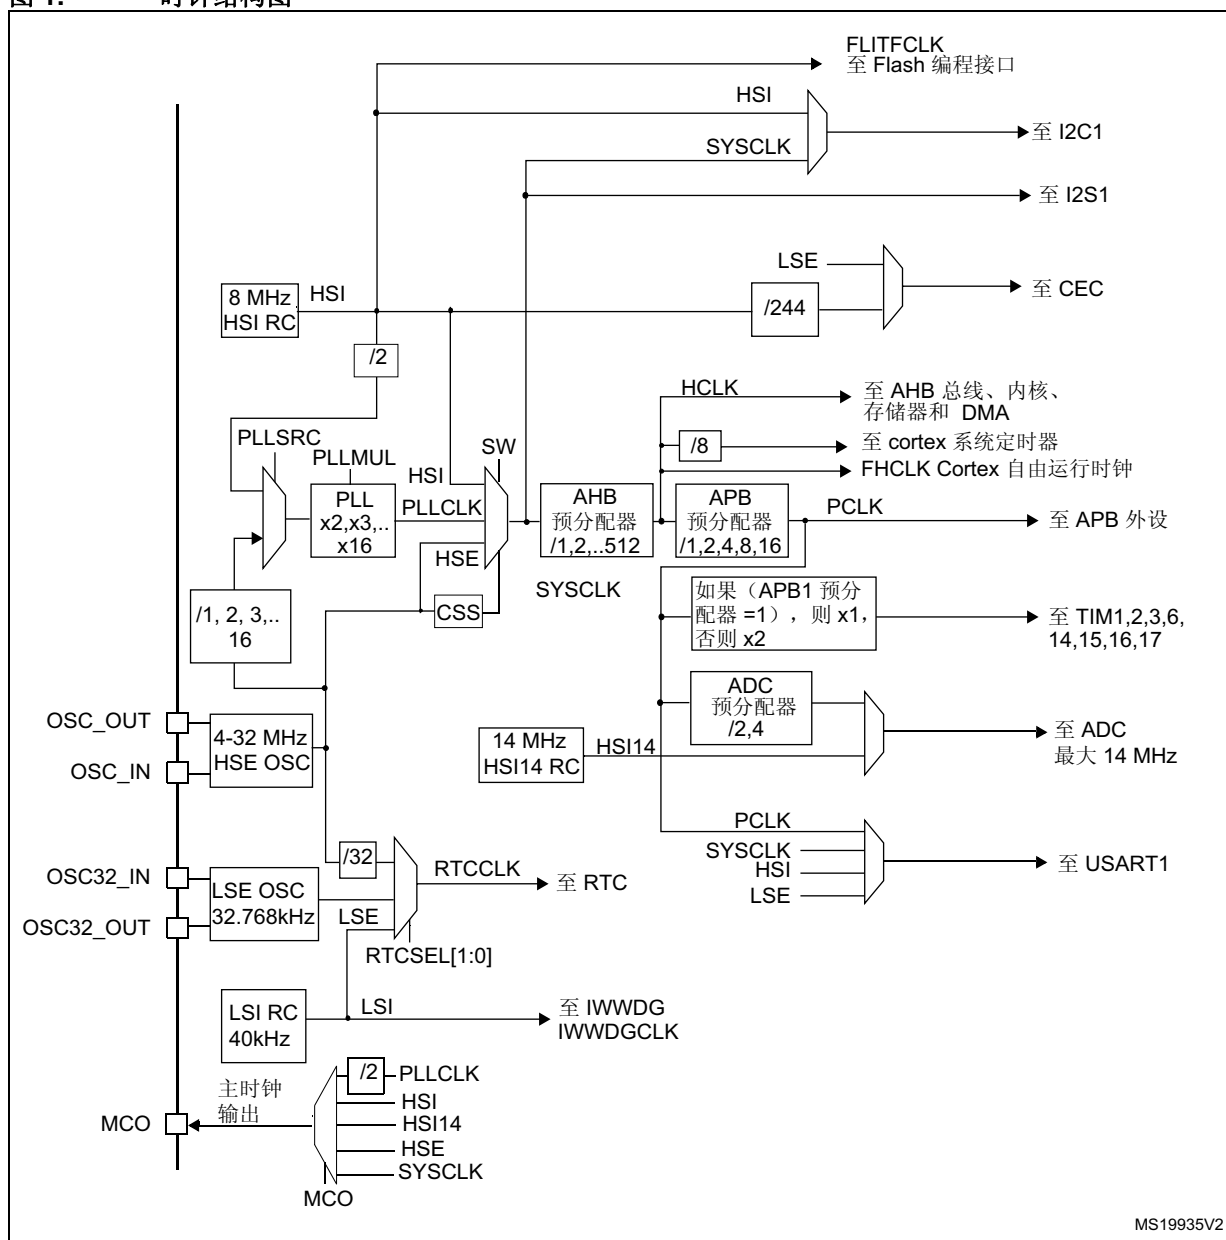 图 1. 时钟结构图
FLITFCLK
至 Flash 编程接口
HSI
至 I2C1
SYSCLK
至 I2S1
LSE
8 MHz
HSI RC
HSI
/244
至 CEC
/2
HCLK
至 AHB 总线、内核、
存储器和 DMA
PLLSRC
SW
/8
至 cortex 系统定时器
PLLMUL
HSI
FHCLK Cortex 自由运行时钟
PLL
x2,x3,..
x16
PLLCLK
AHB
预分配器
/1,2,..512
APB
预分配器
/1,2,4,8,16
PCLK
至 APB 外设
HSE
SYSCLK
/1, 2, 3,..
16
CSS
如果（APB1 预分
配器 =1），则 x1，
否则 x2
至 TIM1,2,3,6,
14,15,16,17
OSC_OUT
4-32 MHz
HSE OSC
OSC_IN
ADC
预分配器
/2,4
14 MHz
HSI14 RC
HSI14
至 ADC
最大 14 MHz
PCLK
SYSCLK
HSI
LSE
至 USART1
/32
OSC32_IN
RTCCLK
至 RTC
LSE OSC
32.768kHz
LSE
OSC32_OUT
RTCSEL[1:0]
LSI RC
40kHz
LSI
至 IWWDG
IWWDGCLK
/2
PLLCLK
主时钟
输出
HSI
MCO
HSI14
HSE
SYSCLK
MCO
MS19935V2